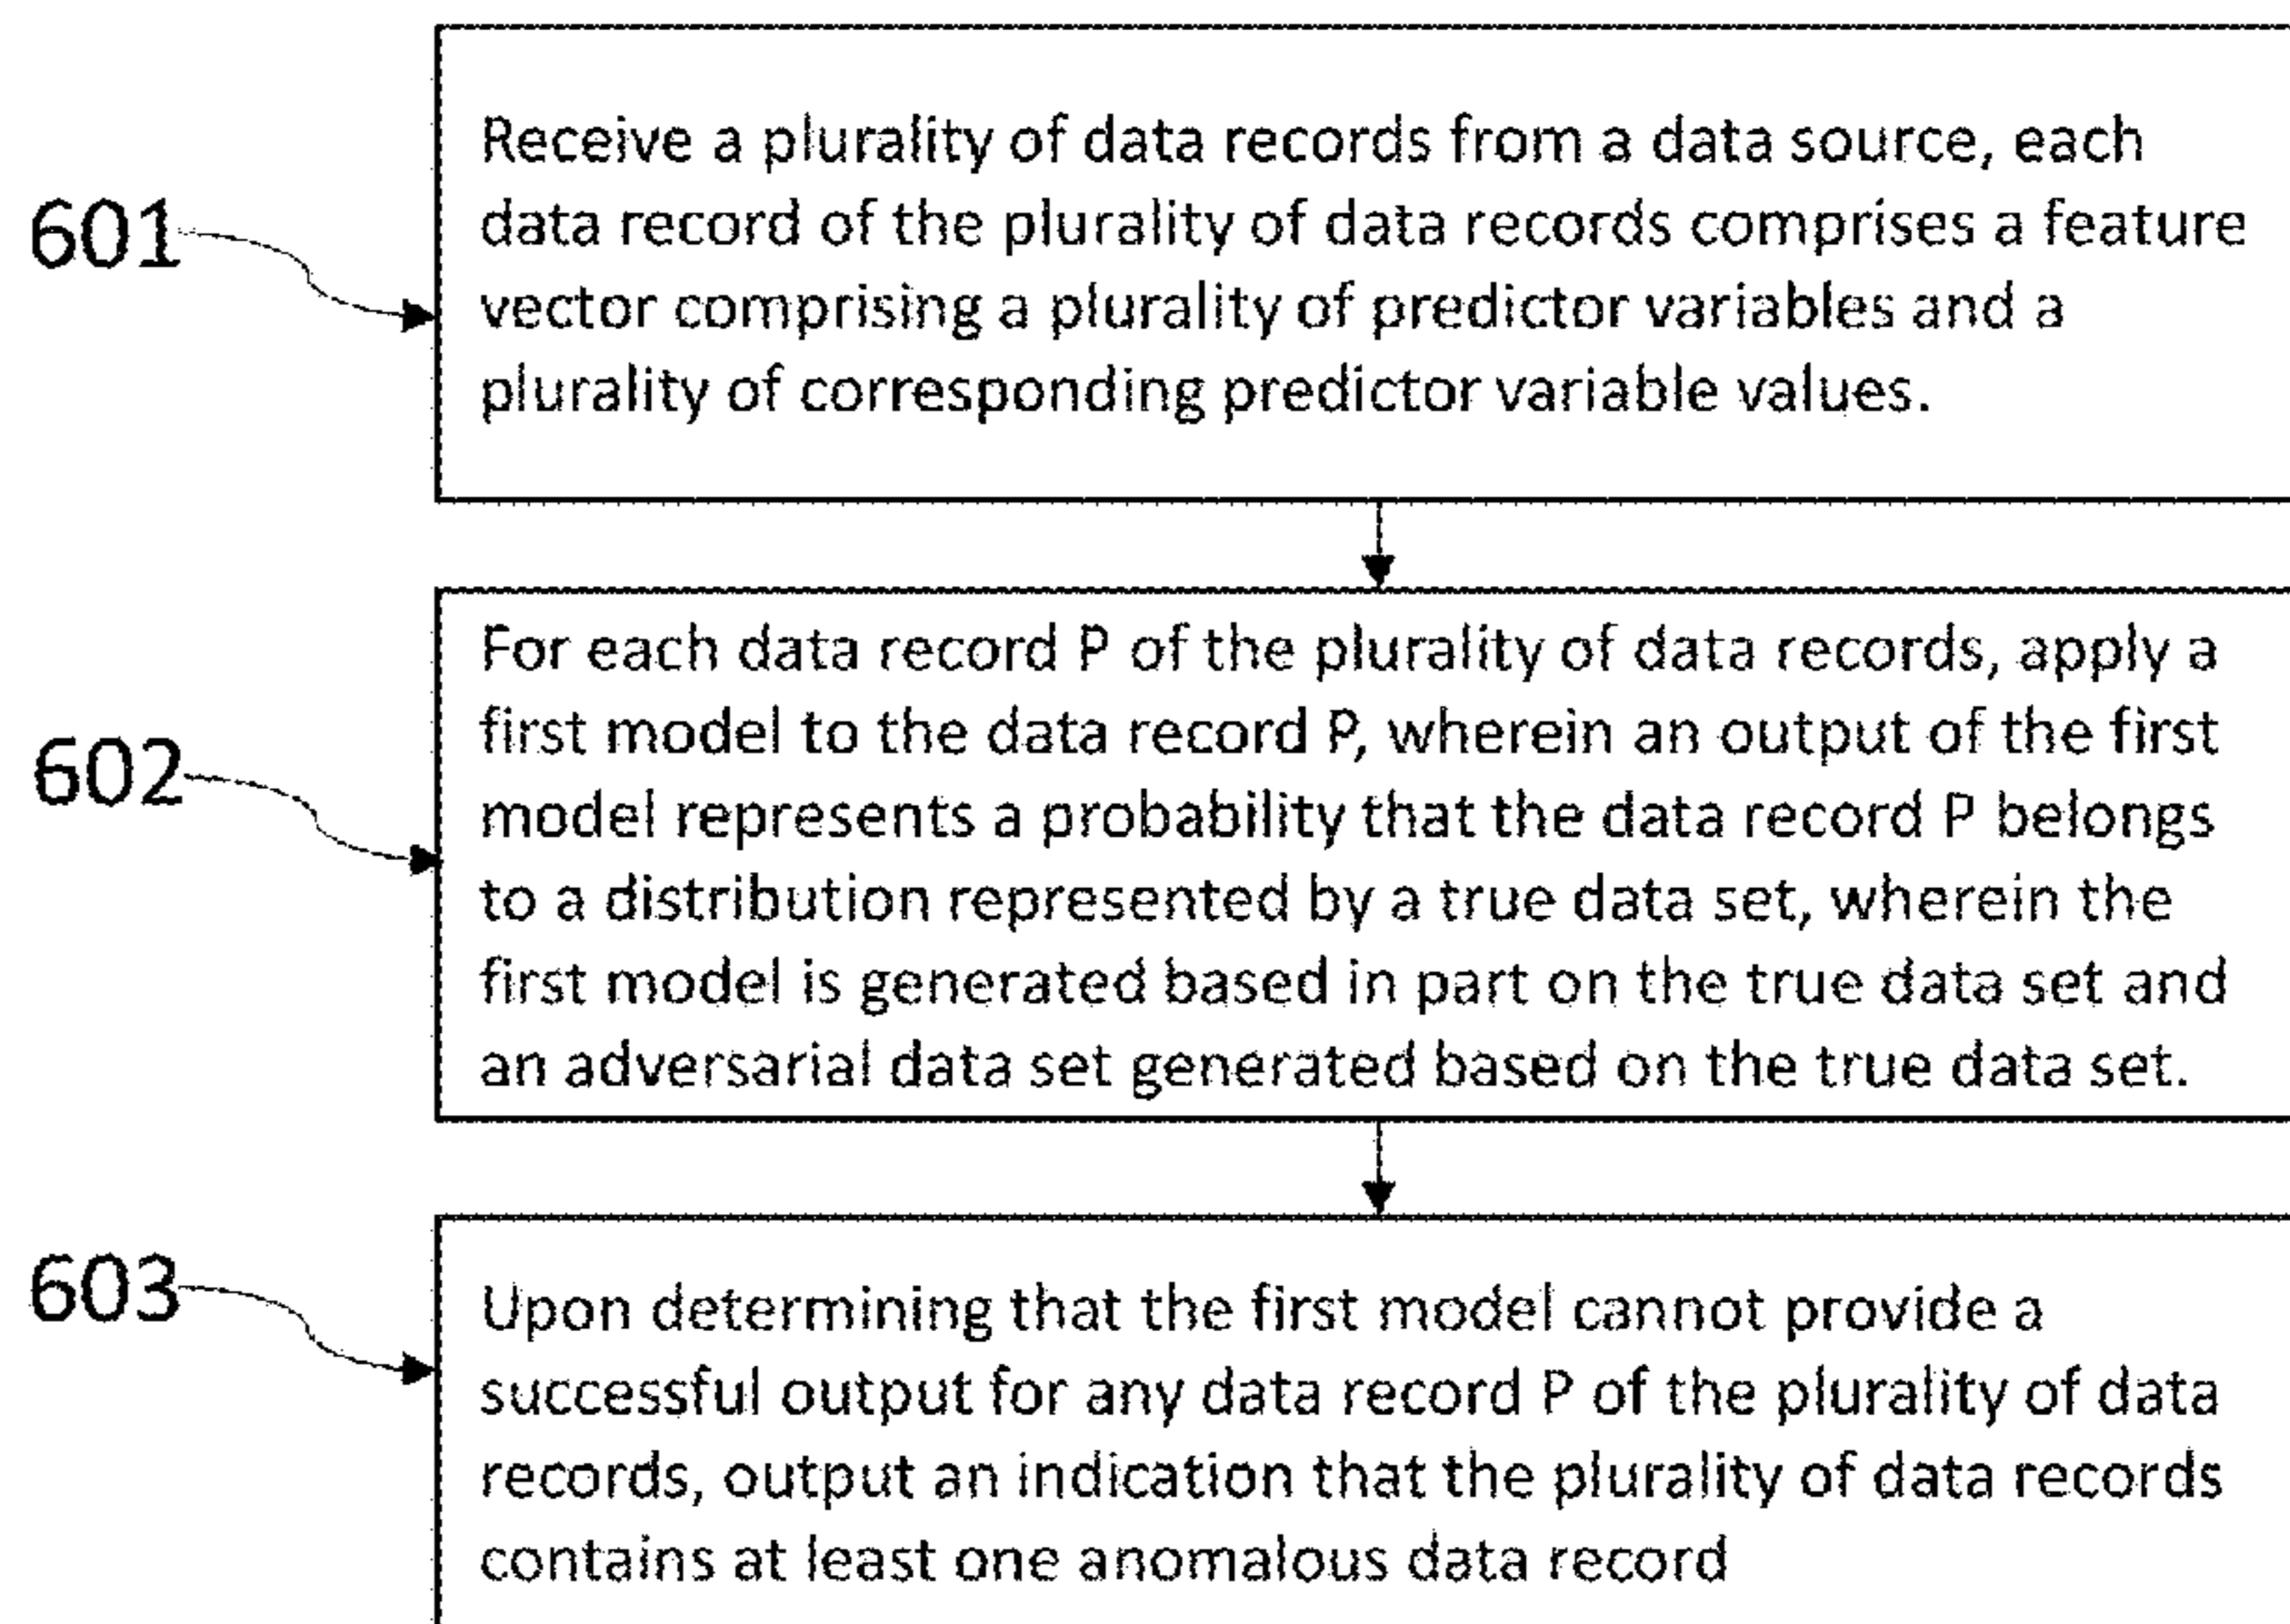 601
Receive a plurality of data records from a data source, each
data record of the plurality of data records comprises a feature
vector comprising a plurality of predictor variables and a
plurality of corresponding predictor variable values.
602
For each data record P of the plurality of data records, apply a
first model to the data record P, wherein an output of the first
model represents a probability that the data record P belongs
to a distribution represented by a true data set, wherein the
first model is generated based in part on the true data set and
an adversarial data set generated based on the true data set.
603
Upon determining that the first model cannot provide a
successful output for any data record P of the plurality of data
records, output an indication that the plurality of data records
contains at least one anomalous data record